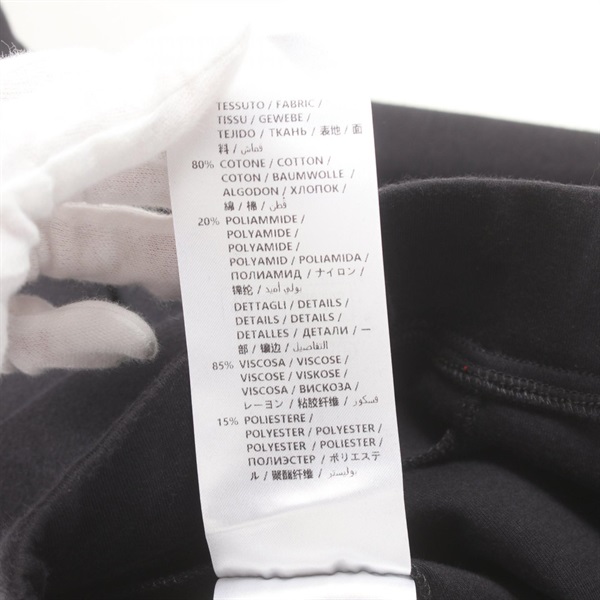 TESSUTO / FABRIC /
TISSU / GEWEBE /
TEJIDO / ТКАНЬ / 表地 / 面
料 / قماش /
80% COTONE / COTTON /
COTON / BAUMWOLLE /
ALGODON / ХЛОПОК /
綿 / 棉 / قطن /
20% POLIAMMIDE /
POLYAMIDE /
POLYAMIDE /
POLYAMID / POLIAMIDA /
ПОЛИАМИД / ナイロン /
锦纶 / بولي أميد /
DETTAGLI / DETAILS /
DETAILS / DETAILS /
DETALLES / ДЕТАЛИ / 一
部 / 镶边 / التفاصيل /
85% VISCOSA / VISCOSE /
VISCOSE / VISKOSE /
VISCOSA / ВИСКОЗА /
レーヨン / 粘胶纤维 / فسكور /
15% POLIESTERE /
POLYESTER / POLYESTER /
POLYESTER / POLIESTER /
ПОЛИЭСТЕР / ポリエステ
ル / 聚酯纤维 / بوليستر /